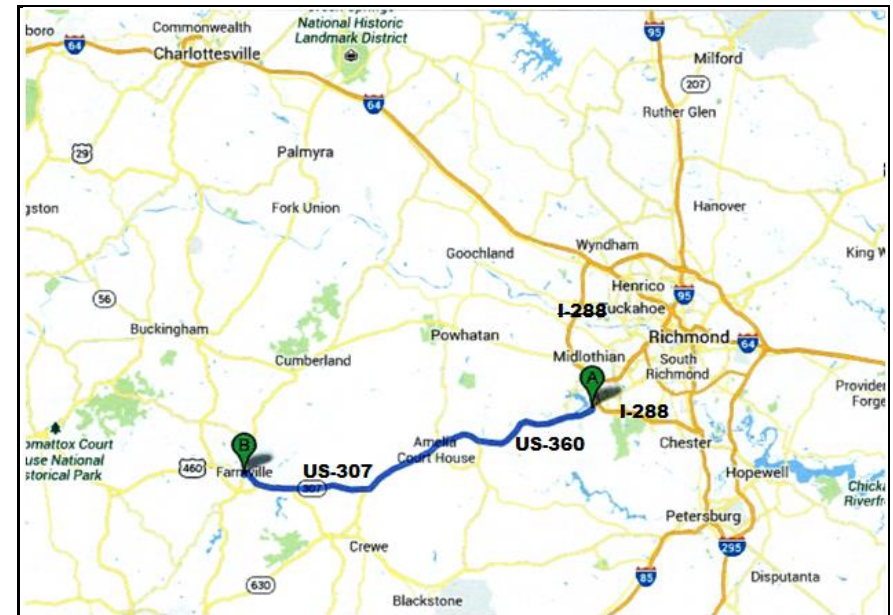 boro
Commonwealth
64
Charlottesville
National Historic
Landmark District
95
Milford
207
Ruther Glen
64
29
Palmyra
gston
Fork Union
Hanover
Goochland
Wyndham
King W
Henrico
56
I-288
Tuckahoe
95
Buckingham
Powhatan
Richmond
64
Cumberland
Midlothian
South
Richmond
A
Provider
Forge
I-288
omattox Court
use National
storical Park
B
Amelia
Court House
US-360
Chester
460
Farmville
US-307
307
Hopewell
Chicka
Riverfr
Petersburg
Crewe
295
630
85
Disputanta
Blackstone